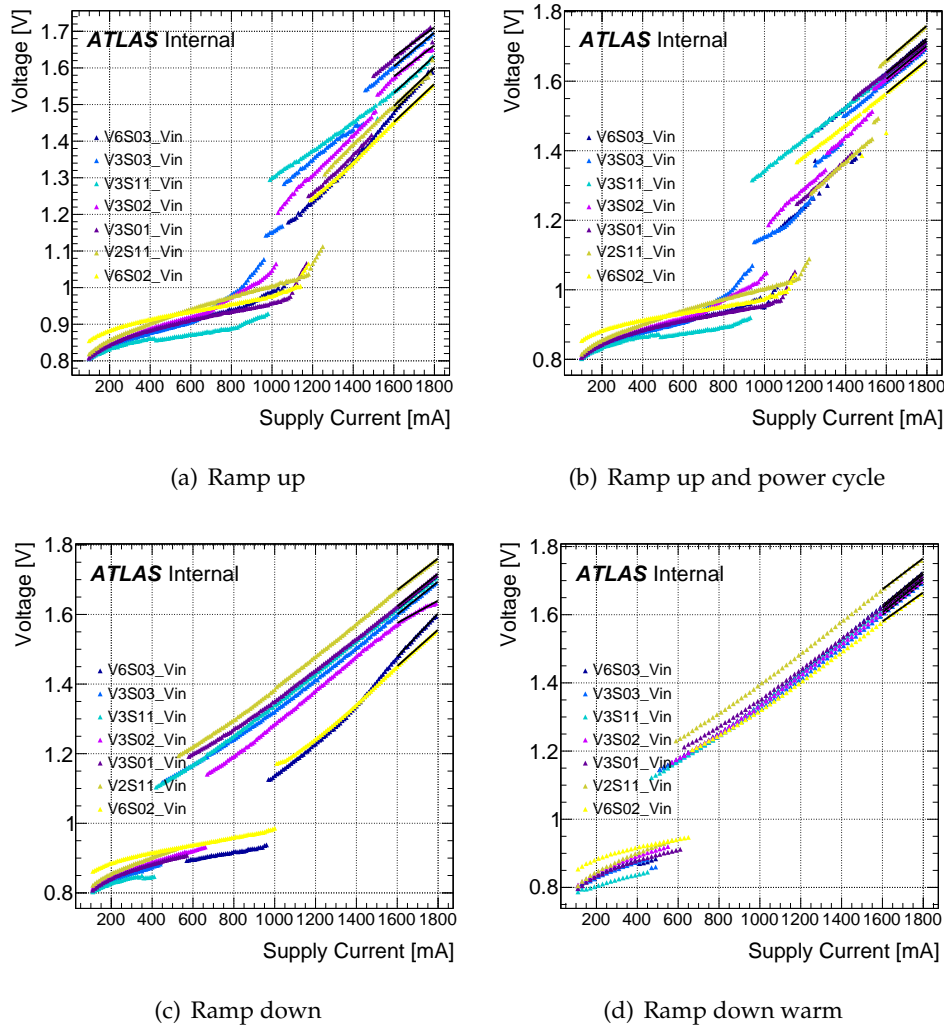 Voltage [V]
ATLAS Internal
V6S03_Vin
V3S03_Vin
V3S11_Vin
V3S02_Vin
V3S01_Vin
V2S11_Vin
V6S02_Vin
1.7
1.6
1.5
1.4
1.3
1.2
1.1
1
0.9
0.8
200 400 600 800 1000 1200 1400 1600 1800
Supply Current [mA]
(a) Ramp up
Voltage [V]
ATLAS Internal
V6S03_Vin
V3S03_Vin
V3S11_Vin
V3S02_Vin
V3S01_Vin
V2S11_Vin
V6S02_Vin
1.8
1.6
1.4
1.2
1
0.8
200 400 600 800 1000 1200 1400 1600 1800
Supply Current [mA]
(b) Ramp up and power cycle
Voltage [V]
ATLAS Internal
V6S03_Vin
V3S03_Vin
V3S11_Vin
V3S02_Vin
V3S01_Vin
V2S11_Vin
V6S02_Vin
1.8
1.6
1.4
1.2
1
0.8
200 400 600 800 1000 1200 1400 1600 1800
Supply Current [mA]
(c) Ramp down
Voltage [V]
ATLAS Internal
V6S03_Vin
V3S03_Vin
V3S11_Vin
V3S02_Vin
V3S01_Vin
V2S11_Vin
V6S02_Vin
1.8
1.6
1.4
1.2
1
0.8
200 400 600 800 1000 1200 1400 1600 1800
Supply Current [mA]
(d) Ramp down warm